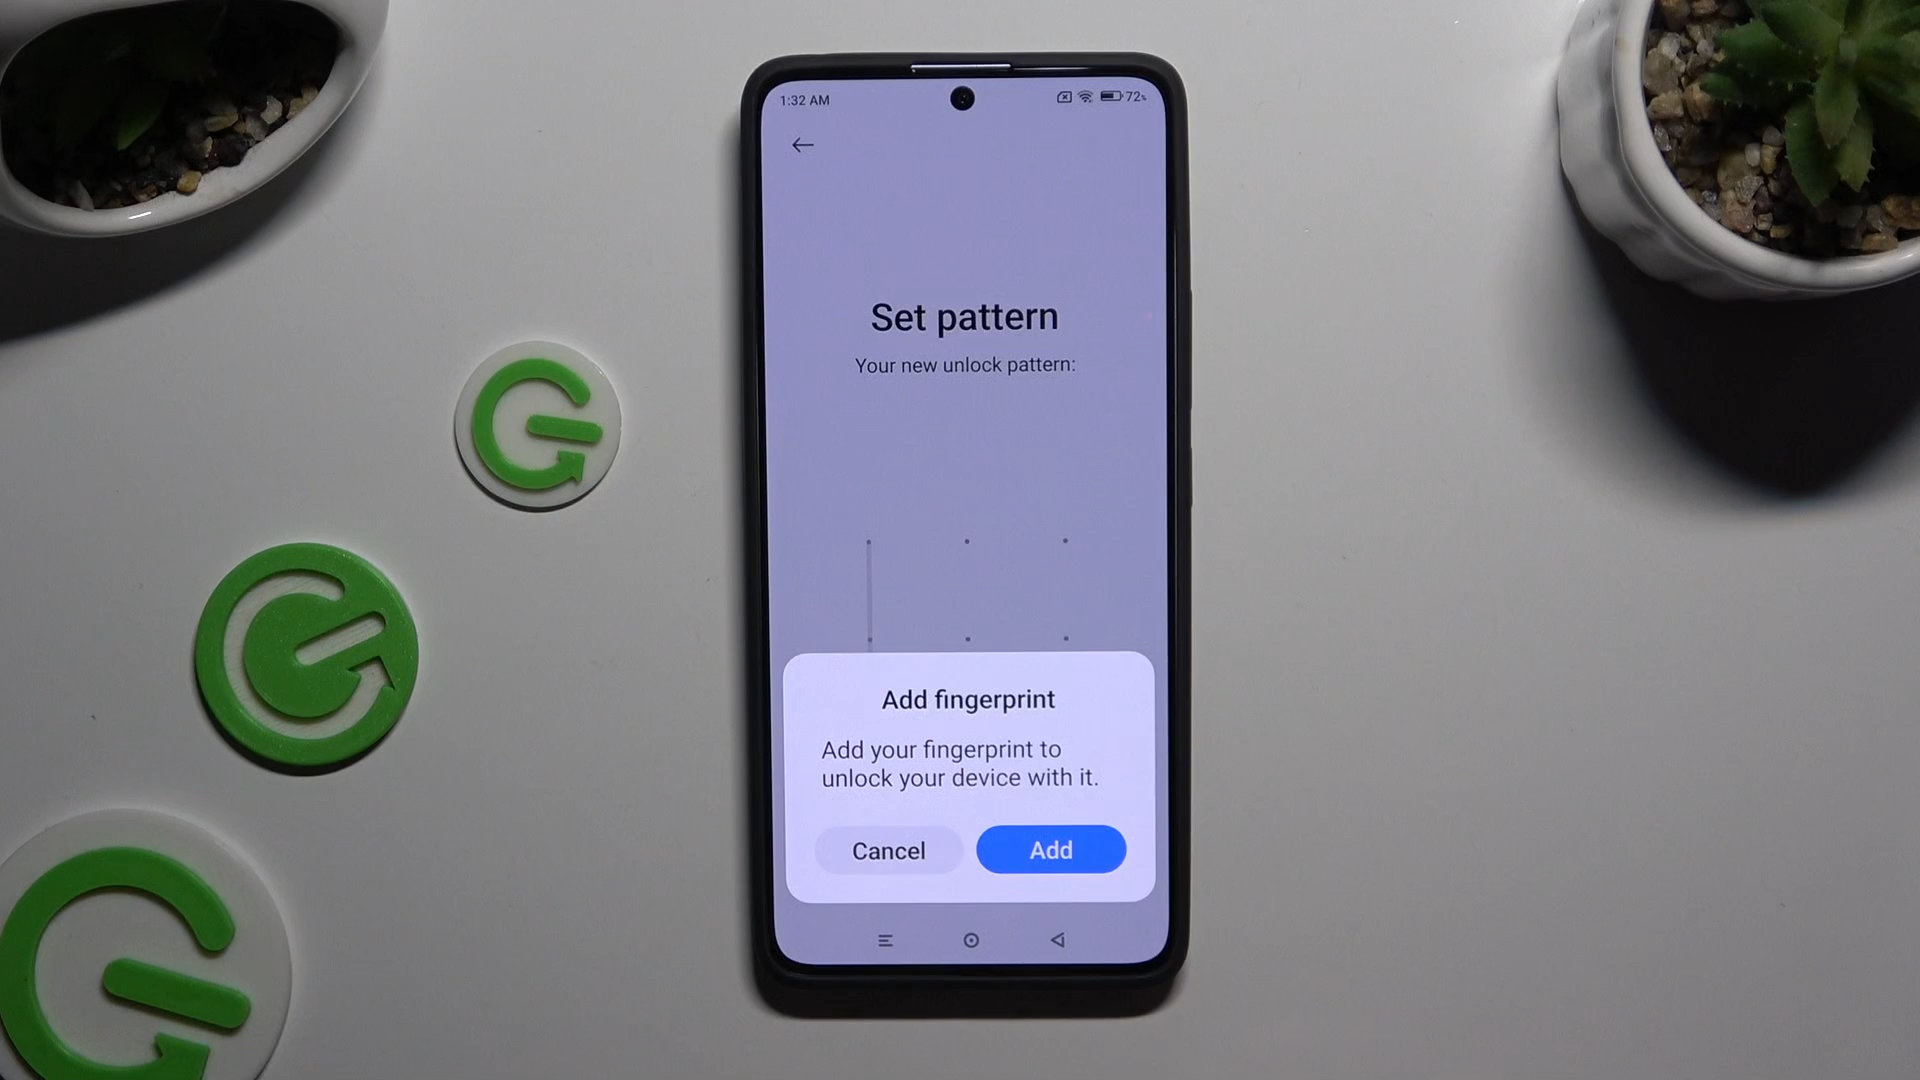 1:32 AM
72%
Set pattern
Your new unlock pattern:
Add fingerprint
Add your fingerprint to
unlock your device with it.
Cancel
Add